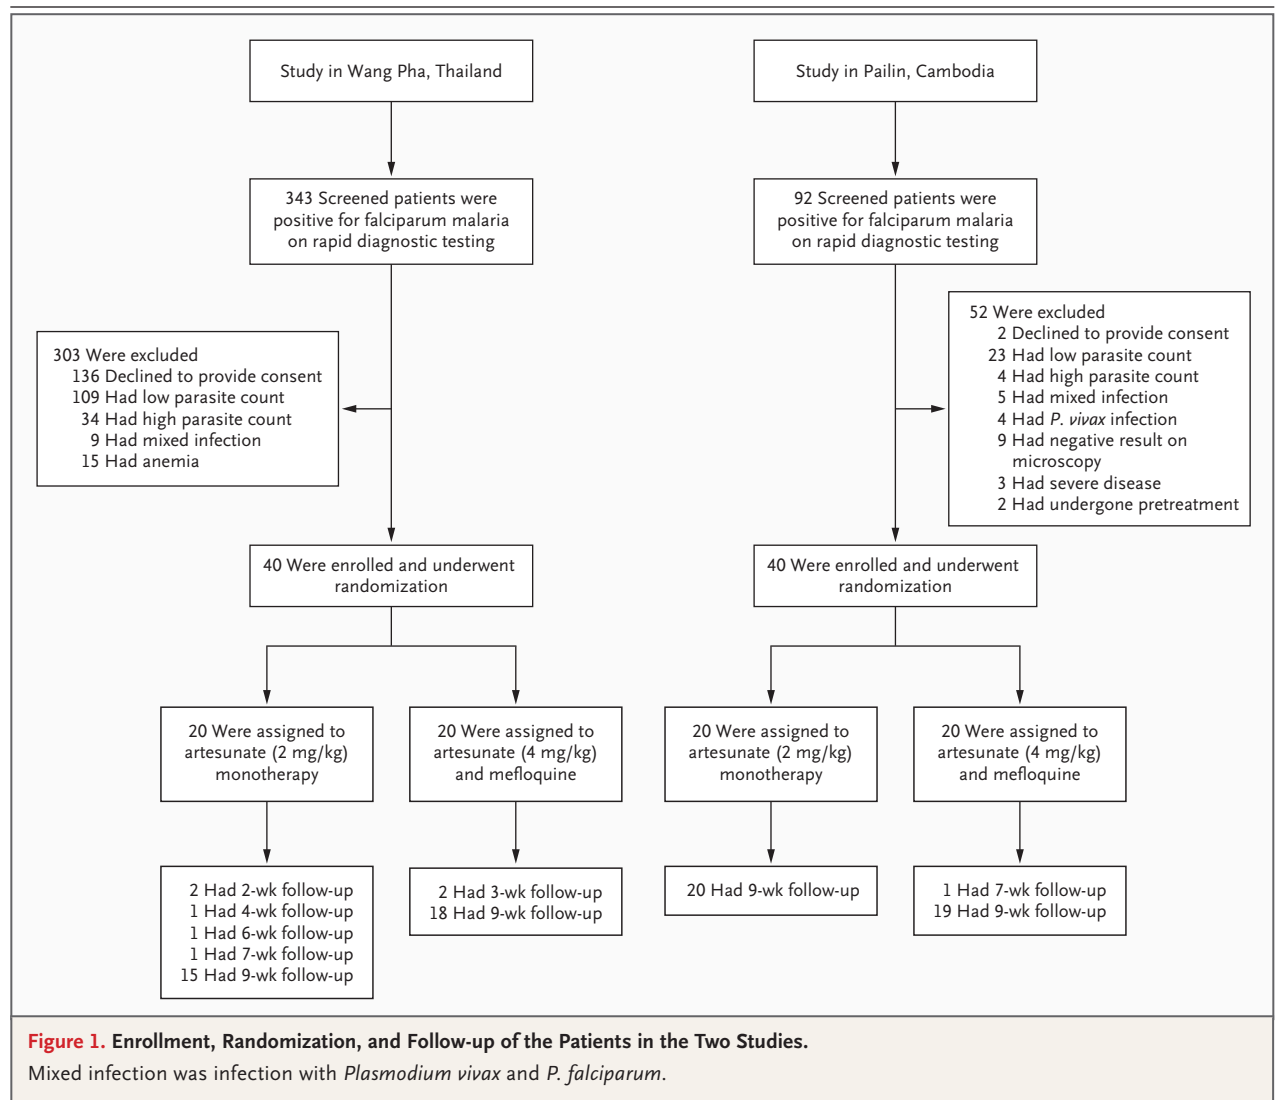 Study in Wang Pha, Thailand
Study in Pailin, Cambodia
343 Screened patients were
positive for falciparum malaria
on rapid diagnostic testing
92 Screened patients were
positive for falciparum malaria
on rapid diagnostic testing
303 Were excluded
136 Declined to provide consent
109 Had low parasite count
34 Had high parasite count
9 Had mixed infection
15 Had anemia
52 Were excluded
2 Declined to provide consent
23 Had low parasite count
4 Had high parasite count
5 Had mixed infection
4 Had P. vivax infection
9 Had negative result on
microscopy
3 Had severe disease
2 Had undergone pretreatment
40 Were enrolled and underwent
randomization
40 Were enrolled and underwent
randomization
20 Were assigned to
artesunate (2 mg/kg)
monotherapy
20 Were assigned to
artesunate (4 mg/kg)
and mefloquine
20 Were assigned to
artesunate (2 mg/kg)
monotherapy
20 Were assigned to
artesunate (4 mg/kg)
and mefloquine
2 Had 2-wk follow-up
1 Had 4-wk follow-up
1 Had 6-wk follow-up
1 Had 7-wk follow-up
15 Had 9-wk follow-up
2 Had 3-wk follow-up
18 Had 9-wk follow-up
20 Had 9-wk follow-up
1 Had 7-wk follow-up
19 Had 9-wk follow-up
Figure 1. Enrollment, Randomization, and Follow-up of the Patients in the Two Studies.
Mixed infection was infection with Plasmodium vivax and P. falciparum.